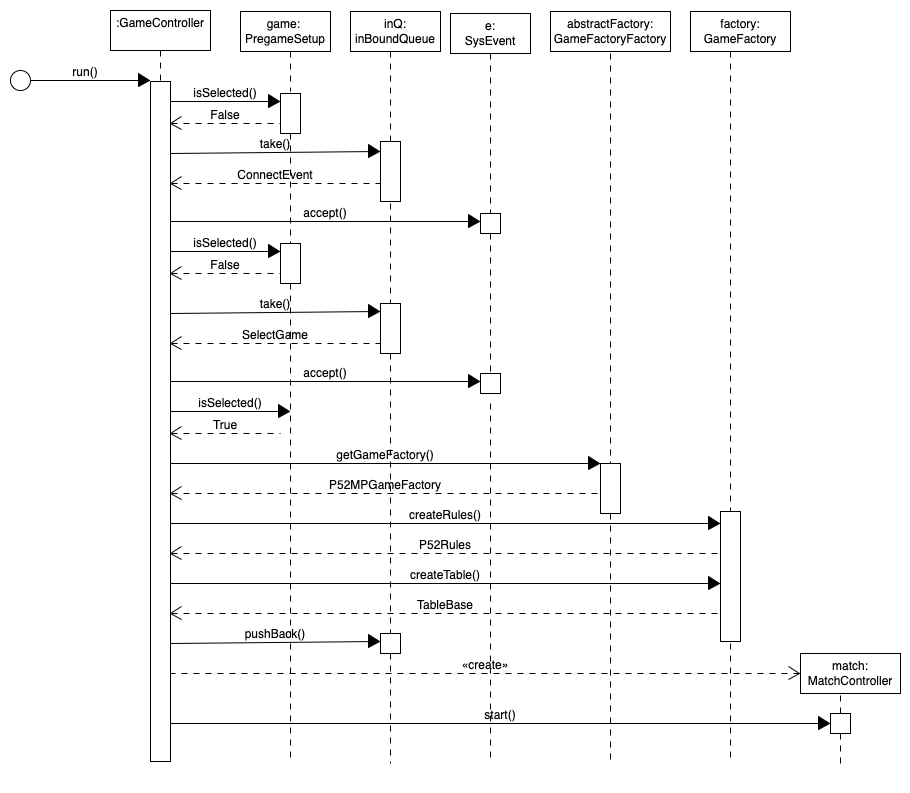 :GameController
game:
PregameSetup
inQ:
inBoundQueue
e:
SysEvent
abstractFactory:
GameFactoryFactory
factory:
GameFactory
run()
isSelected()
False
take()
ConnectEvent
accept()
isSelected()
False
take()
SelectGame
accept()
isSelected()
True
getGameFactory()
P52MPGameFactory
createRules()
P52Rules
createTable()
TableBase
pushBack()
«create»
match:
MatchController
start()